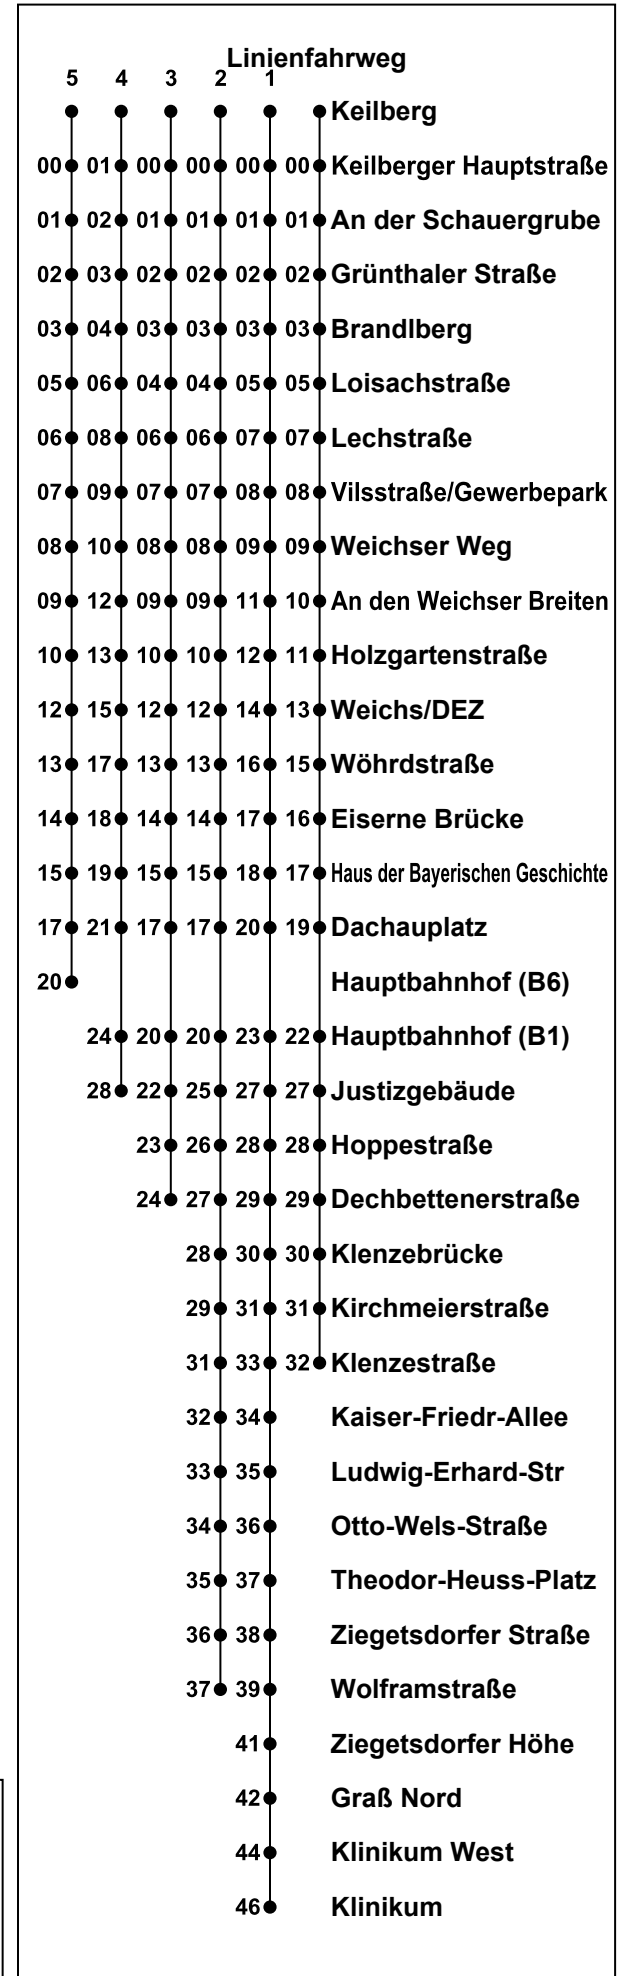 Linienfahrweg
5 4 3 2 1
Keilberg
00 01 00 00 00 00 Keilberger Hauptstraße
01 02 01 01 01 01 An der Schauergrube
02 03 02 02 02 02 Grünthaler Straße
03 04 03 03 03 03 Brandlberg
05 06 04 04 05 05 Loisachstraße
06 08 06 06 07 07 Lechstraße
07 09 07 07 08 08 Vilsstraße/Gewerbepark
08 10 08 08 09 09 Weichser Weg
09 12 09 09 11 10 An den Weichser Breiten
10 13 10 10 12 11 Holzgartenstraße
12 15 12 12 14 13 Weichs/DEZ
13 17 13 13 16 15 Wöhrdstraße
14 18 14 14 17 16 Eiserne Brücke
15 19 15 15 18 17 Haus der Bayerischen Geschichte
17 21 17 17 20 19 Dachauplatz
20 Hauptbahnhof (B6)
24 20 20 23 22 Hauptbahnhof (B1)
28 22 25 27 27 Justizgebäude
23 26 28 28 Hoppestraße
24 27 29 29 Dechbettenerstraße
28 30 30 Klenzebrücke
29 31 31 Kirchmeierstraße
31 33 32 Klenzestraße
32 34 Kaiser-Friedr-Allee
33 35 Ludwig-Erhard-Str
34 36 Otto-Wels-Straße
35 37 Theodor-Heuss-Platz
36 38 Ziegetsdorfer Straße
37 39 Wolframstraße
41 Ziegetsdorfer Höhe
42 Graß Nord
44 Klinikum West
46 Klinikum